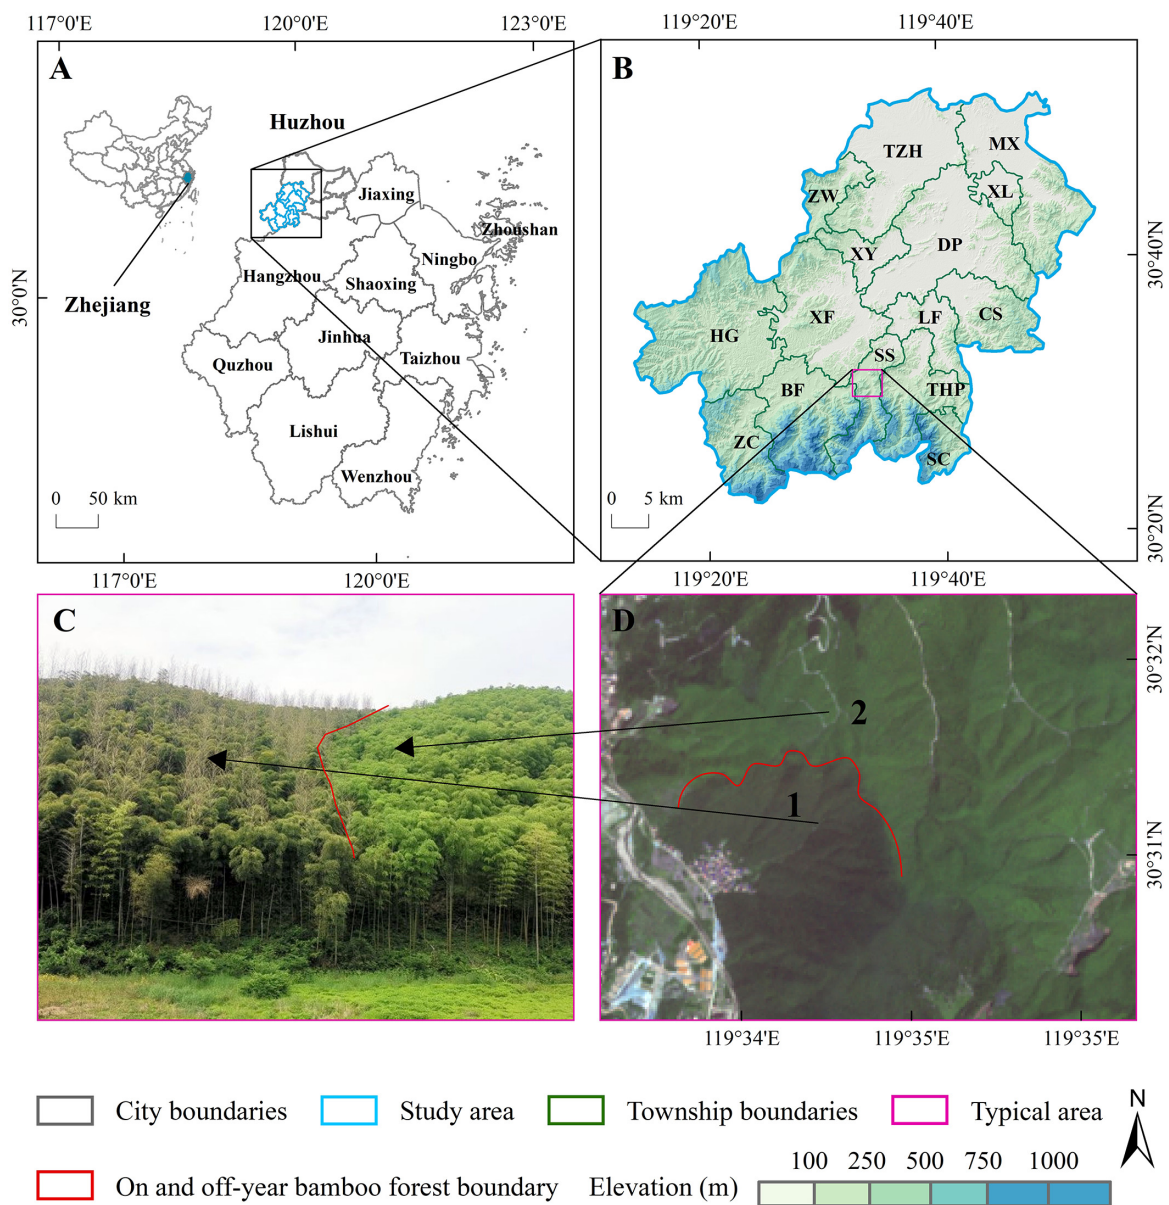 117°0'E 120°0'E 123°0'E 119°20'E 119°40'E
A
Huzhou
Jiaxing
Zhoushan
Ningbo
Hangzhou
Shaoxing
Zhejiang
Jinhua
Taizhou
Quzhou
Lishui
Wenzhou
0 50 km
30°0'N
117°0'E 120°0'E
B
TZH
MX
ZW
XL
XY
DP
HG
XF
LF
CS
SS
BF
THP
ZC
SC
0 5 km
30°40'N
30°20'N
119°20'E 119°40'E
C
D
2
1
30°32'N
30°31'N
119°34'E 119°35'E 119°35'E
City boundaries Study area Township boundaries Typical area
N
On and off-year bamboo forest boundary Elevation (m) 100 250 500 750 1000